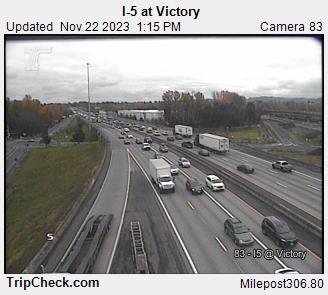 I-5 at Victory
Updated Nov 22 2023 1:15 PM Camera 83
S
83 - I5 @ Victory
TripCheck.com Milepost306.80